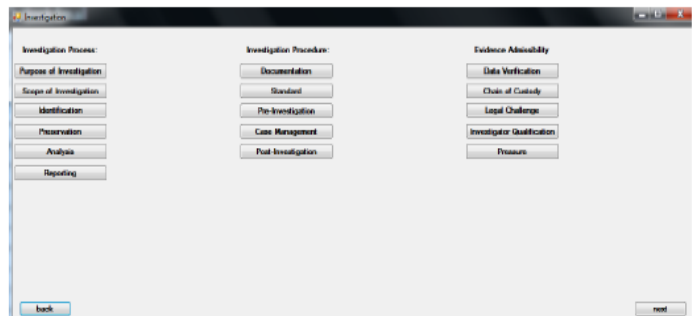 Investigation
Investigation Process:
Purpose of Investigation
Scope of Investigation
Identification
Preservation
Analysis
Reporting
Investigation Procedure:
Documentation
Standard
Pre-Investigation
Case Management
Post-Investigation
Evidence Admissibility
Data Verification
Chain of Custody
Legal Challenge
Investigator Qualification
Pressure
back
next